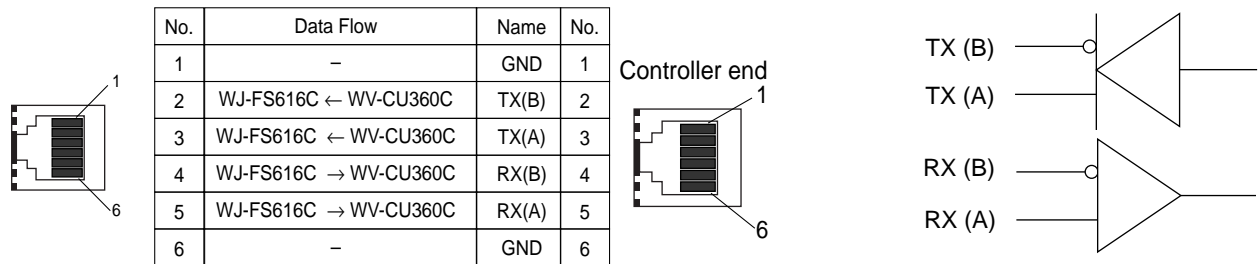 No. Data Flow Name No.
1 – GND 1
2 WJ-FS616C ← WV-CU360C TX(B) 2
3 WJ-FS616C ← WV-CU360C TX(A) 3
4 WJ-FS616C → WV-CU360C RX(B) 4
5 WJ-FS616C → WV-CU360C RX(A) 5
6 – GND 6
1
6
Controller end
1
6
TX (B)
TX (A)
RX (B)
RX (A)